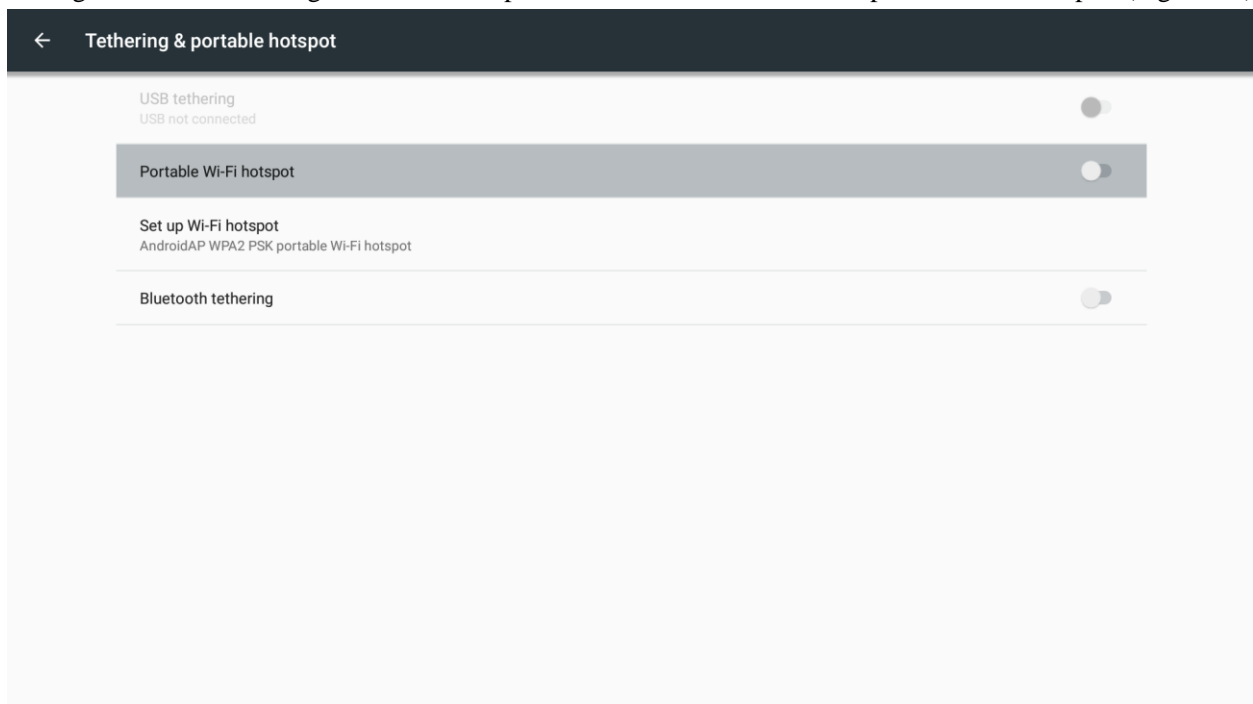 Tethering & portable hotspot
USB tethering
USB not connected
Portable Wi-Fi hotspot
Set up Wi-Fi hotspot
AndroidAP WPA2 PSK portable Wi-Fi hotspot
Bluetooth tethering